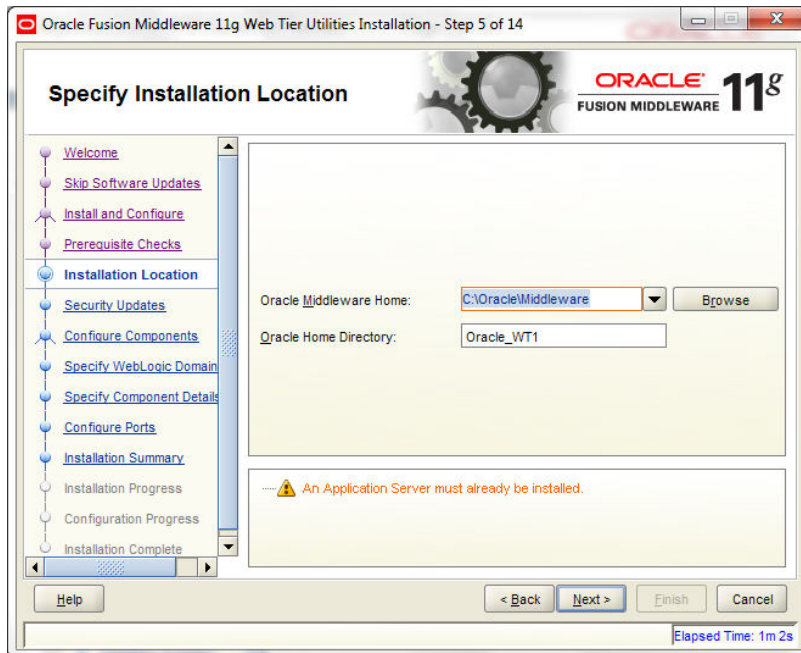 Oracle Fusion Middleware 11g Web Tier Utilities Installation - Step 5 of 14
Specify Installation Location
ORACLE
FUSION MIDDLEWARE 11g
Welcome
Skip Software Updates
Install and Configure
Prerequisite Checks
Installation Location
Security Updates
Configure Components
Specify WebLogic Domain
Specify Component Details
Configure Ports
Installation Summary
Installation Progress
Configuration Progress
Installation Complete
Oracle Middleware Home: C:\Oracle\Middleware Browse
Oracle Home Directory: Oracle_WT1
An Application Server must already be installed.
Help < Back Next > Finish Cancel
Elapsed Time: 1m 2s